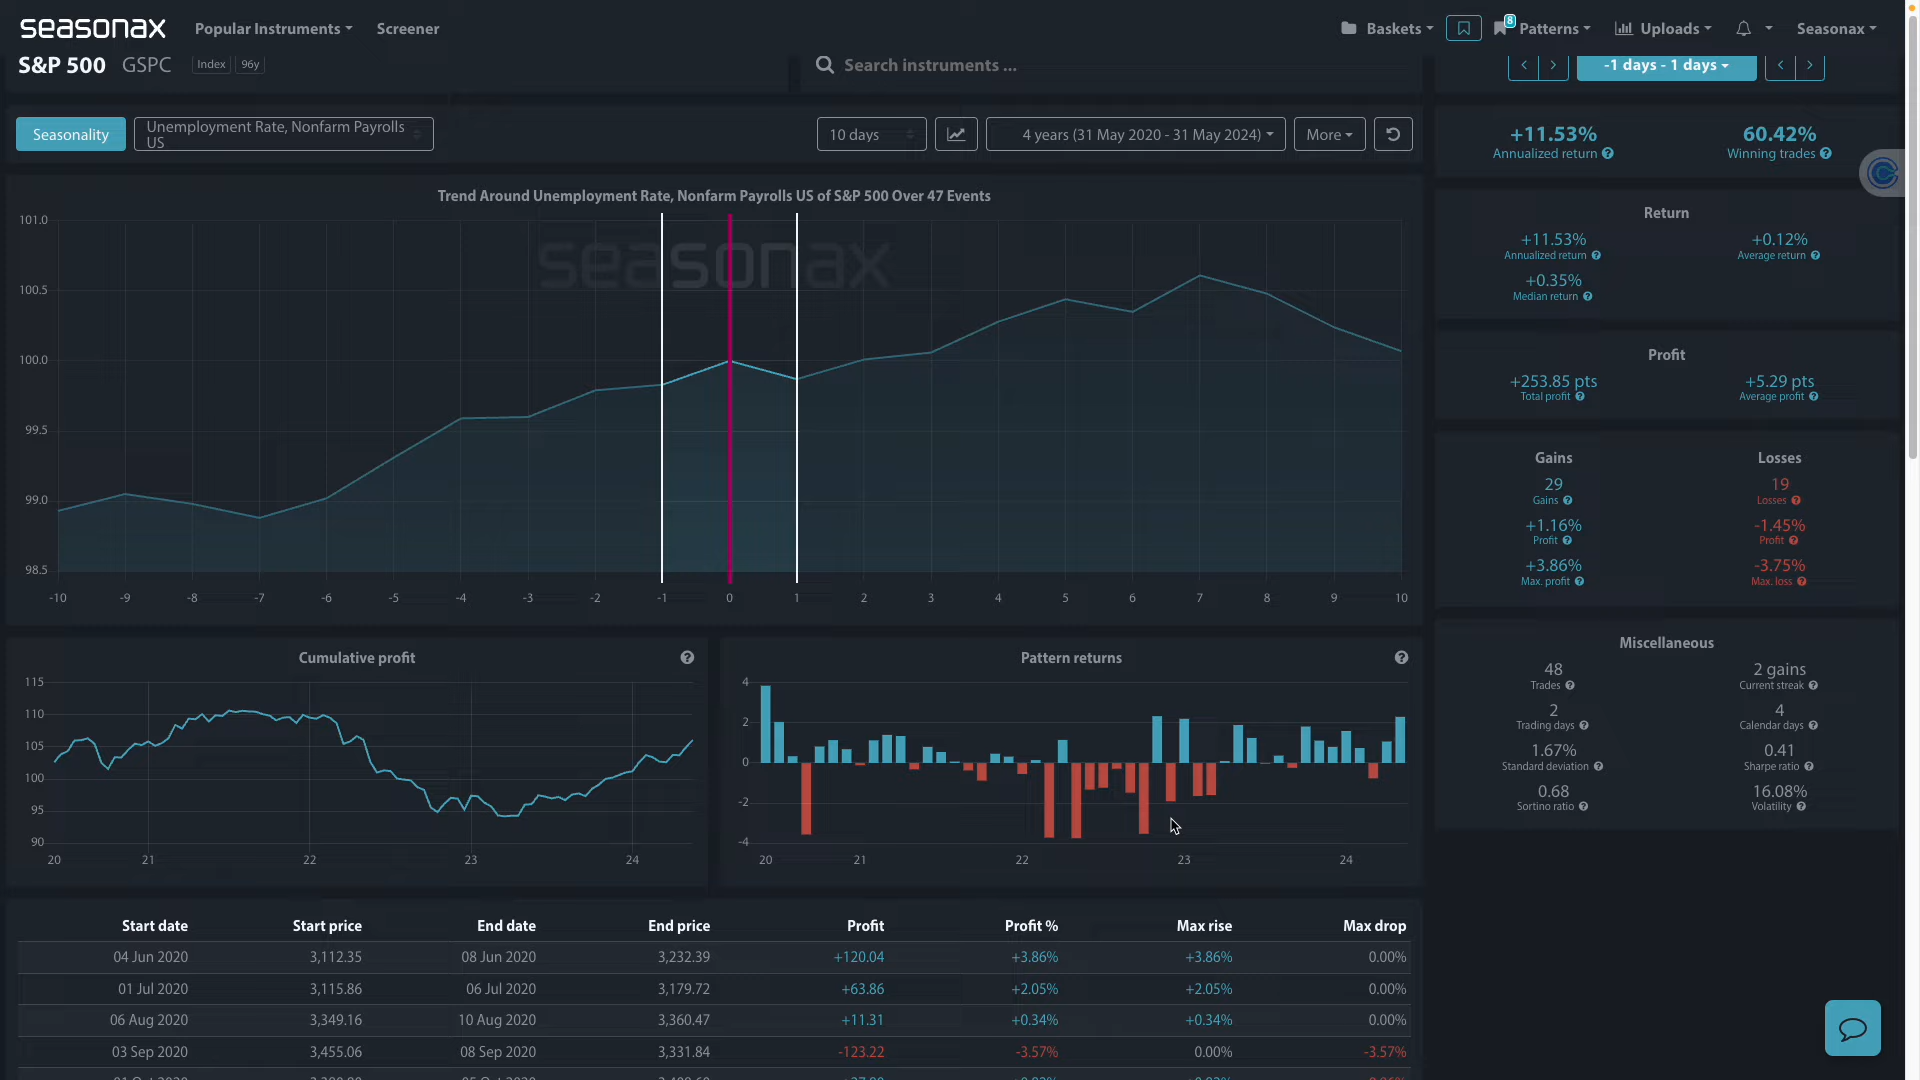 seasonax Popular Instruments Screener Baskets 8 Patterns Uploads Seasonax
S&P 500 GSPC Index 96y Search instruments ... -1 days - 1 days
Seasonality Unemployment Rate, Nonfarm Payrolls US 10 days 4 years (31 May 2020 - 31 May 2024) More
+11.53% 60.42%
Annualized return Winning trades
Trend Around Unemployment Rate, Nonfarm Payrolls US of S&P 500 Over 47 Events
seasonax
101.0
100.5
100.0
99.5
99.0
98.5
-10 -9 -8 -7 -6 -5 -4 -3 -2 -1 0 1 2 3 4 5 6 7 8 9 10
Return
+11.53% +0.12%
Annualized return Average return
+0.35%
Median return
Profit
+253.85 pts +5.29 pts
Total profit Average profit
Gains Losses
29 19
Gains Losses
+1.16% -1.45%
Profit Profit
+3.86% -3.75%
Max. profit Max. loss
Miscellaneous
48 2 gains
Trades Current streak
2 4
Trading days Calendar days
1.67% 0.41
Standard deviation Sharpe ratio
0.68 16.08%
Sortino ratio Volatility
Cumulative profit
115
110
105
100
95
90
20 21 22 23 24
Pattern returns
4
2
0
-2
-4
20 21 22 23 24
Start date Start price End date End price Profit Profit % Max rise Max drop
04 Jun 2020 3,112.35 08 Jun 2020 3,232.39 +120.04 +3.86% +3.86% 0.00%
01 Jul 2020 3,115.86 06 Jul 2020 3,179.72 +63.86 +2.05% +2.05% 0.00%
06 Aug 2020 3,349.16 10 Aug 2020 3,360.47 +11.31 +0.34% +0.34% 0.00%
03 Sep 2020 3,455.06 08 Sep 2020 3,331.84 -123.22 -3.57% 0.00% -3.57%